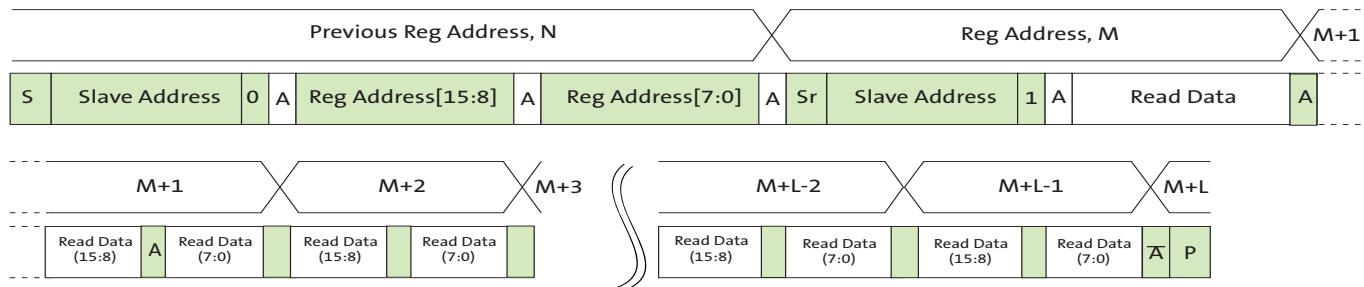 Previous Reg Address, N Reg Address, M M+1
S Slave Address 0 A Reg Address[15:8] A Reg Address[7:0] A Sr Slave Address 1 A Read Data A
M+1 M+2 M+3 M+L-2 M+L-1 M+L
Read Data A Read Data Read Data Read Data Read Data Read Data Read Data Read Data A̅ P
(15:8) (7:0) (15:8) (7:0) (15:8) (7:0) (15:8) (7:0)